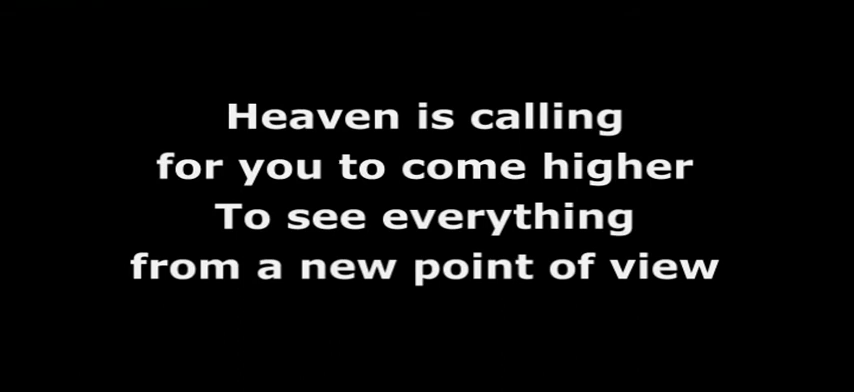 Heaven is calling
for you to come higher
To see everything
from a new point of view